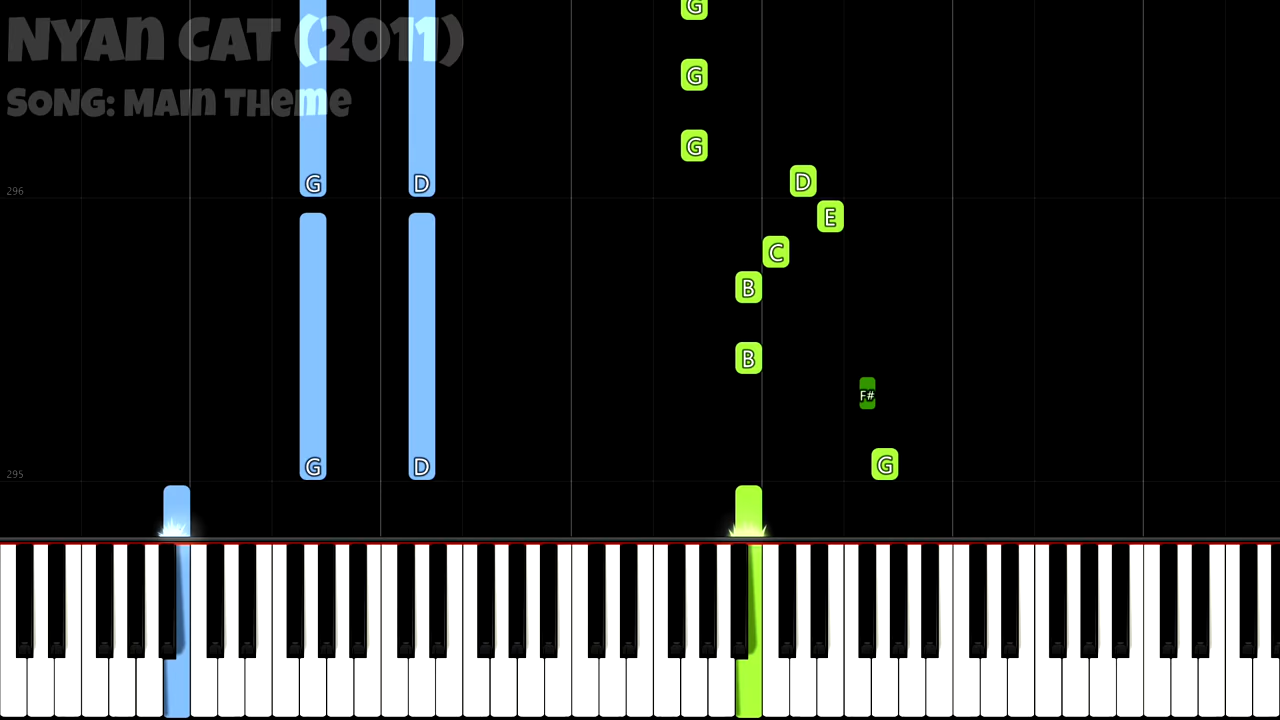 Nyan Cat (2011)
Song: Main Theme
G
G
G
D
G D
296
E
C
B
B
F#
G
G D
295